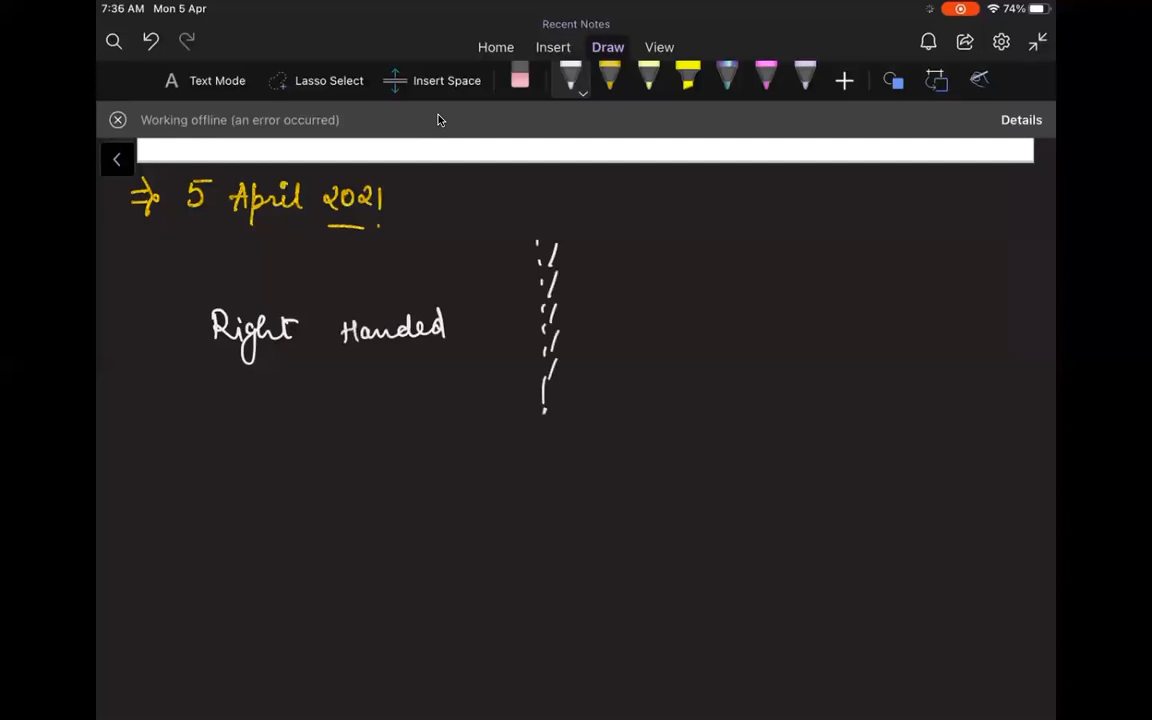 7:36 AM Mon 5 Apr
74%
Recent Notes
Home Insert Draw View
Text Mode Lasso Select Insert Space
Working offline (an error occurred) Details
⇒ 5 April 2021
Right Handed